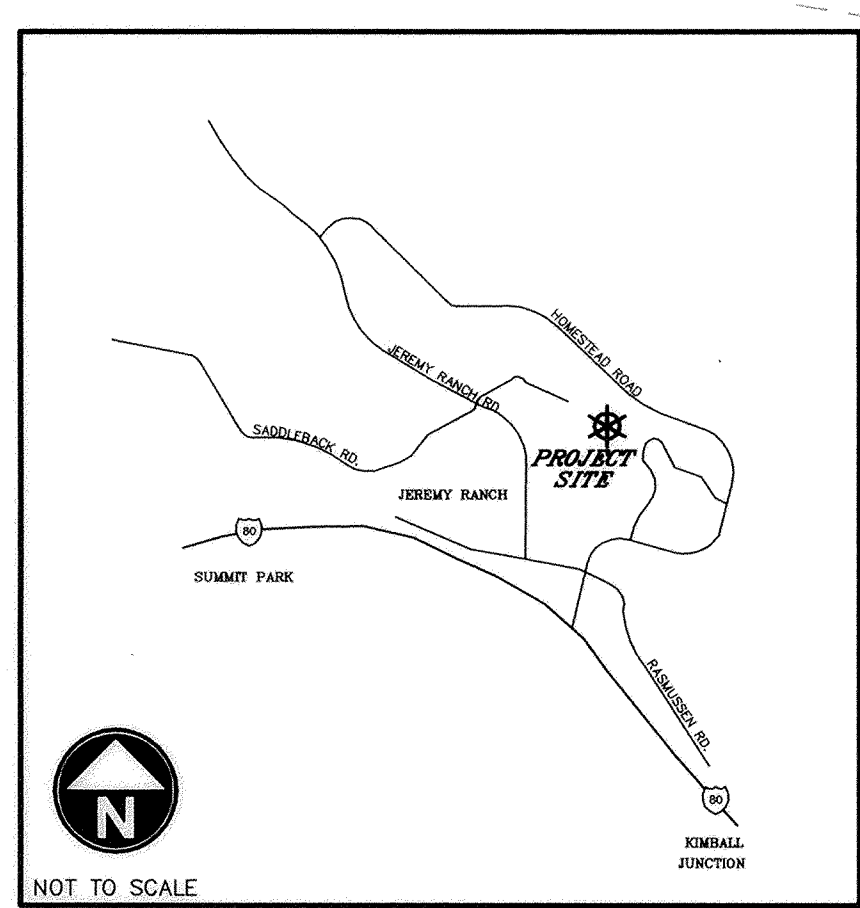 HOMESTEAD ROAD
JEREMY RANCH RD.
SADDLEBACK RD.
PROJECT
SITE
JEREMY RANCH
80
SUMMIT PARK
RASMUSSEN RD.
80
KIMBALL
JUNCTION
N
NOT TO SCALE